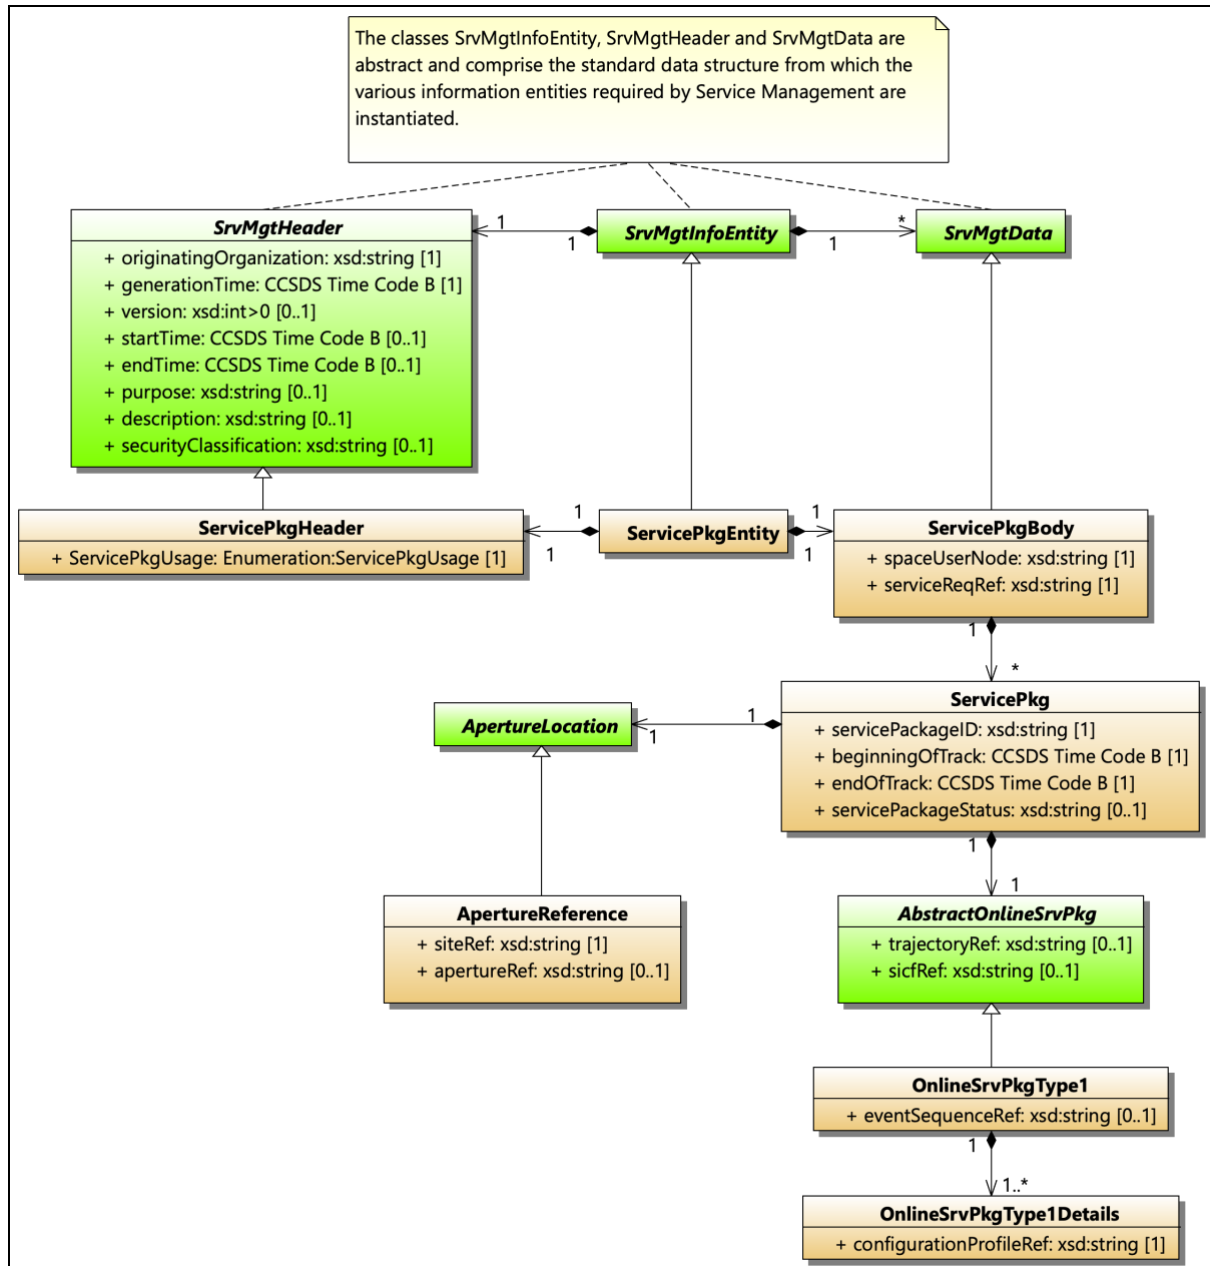 The classes SrvMgtInfoEntity, SrvMgtHeader and SrvMgtData are
abstract and comprise the standard data structure from which the
various information entities required by Service Management are
instantiated.
SrvMgtHeader
+ originatingOrganization: xsd:string [1]
+ generationTime: CCSDS Time Code B [1]
+ version: xsd:int>0 [0..1]
+ startTime: CCSDS Time Code B [0..1]
+ endTime: CCSDS Time Code B [0..1]
+ purpose: xsd:string [0..1]
+ description: xsd:string [0..1]
+ securityClassification: xsd:string [0..1]
1
1
SrvMgtInfoEntity
1
*
SrvMgtData
ServicePkgHeader
+ ServicePkgUsage: Enumeration:ServicePkgUsage [1]
1
1
ServicePkgEntity
1
1
ServicePkgBody
+ spaceUserNode: xsd:string [1]
+ serviceReqRef: xsd:string [1]
1
*
ApertureLocation
1
1
ServicePkg
+ servicePackageID: xsd:string [1]
+ beginningOfTrack: CCSDS Time Code B [1]
+ endOfTrack: CCSDS Time Code B [1]
+ servicePackageStatus: xsd:string [0..1]
1
1
ApertureReference
+ siteRef: xsd:string [1]
+ apertureRef: xsd:string [0..1]
AbstractOnlineSrvPkg
+ trajectoryRef: xsd:string [0..1]
+ sicfRef: xsd:string [0..1]
OnlineSrvPkgType1
+ eventSequenceRef: xsd:string [0..1]
1
1..*
OnlineSrvPkgType1Details
+ configurationProfileRef: xsd:string [1]